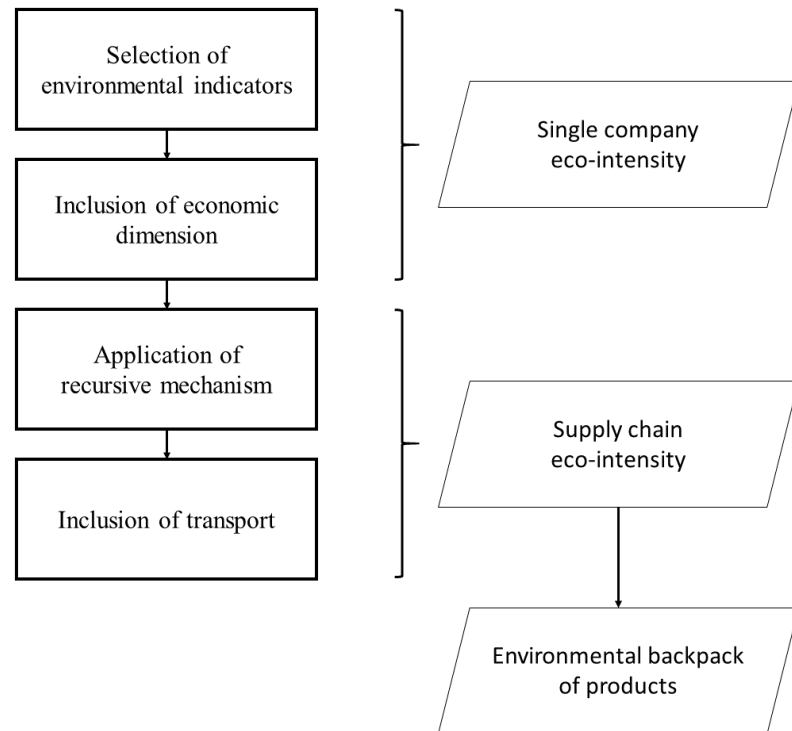 Selection of
environmental indicators
Single company
eco-intensity
Inclusion of economic
dimension
Application of
recursive mechanism
Supply chain
eco-intensity
Inclusion of transport
Environmental backpack
of products